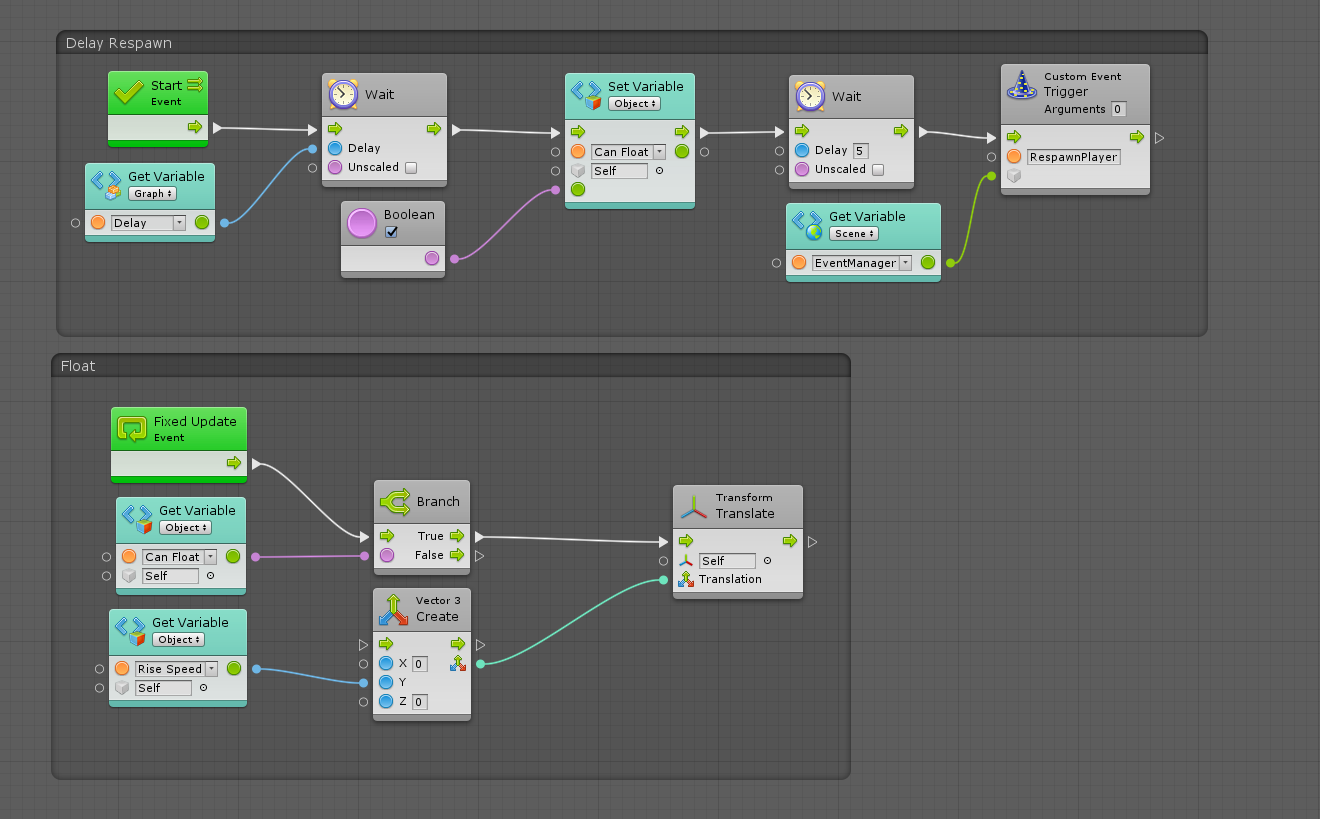 Delay Respawn
Start
Event
Wait
Delay
Unscaled
Get Variable
Graph
Delay
Boolean
Set Variable
Object
Can Float
Self
Wait
Delay 5
Unscaled
Get Variable
Scene
EventManager
Custom Event
Trigger
Arguments 0
RespawnPlayer
Float
Fixed Update
Event
Get Variable
Object
Can Float
Self
Get Variable
Object
Rise Speed
Self
Branch
True
False
Vector 3
Create
X 0
Y
Z 0
Transform
Translate
Self
Translation